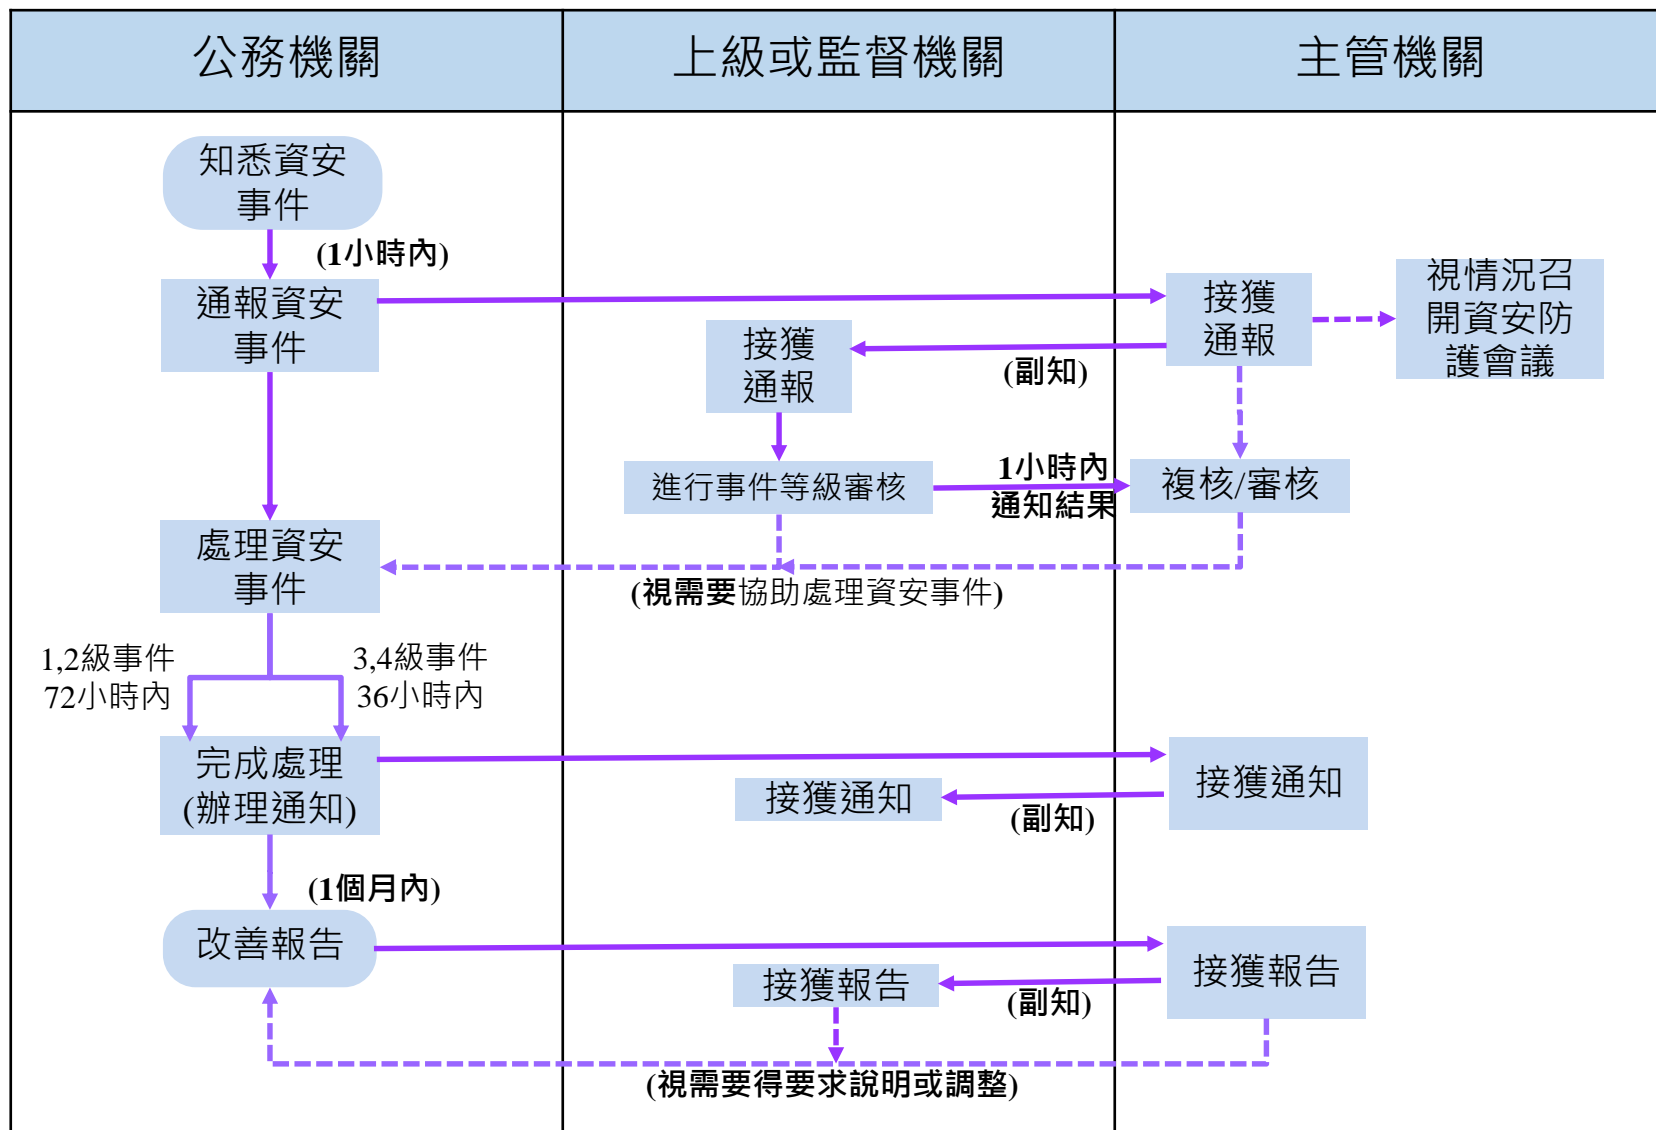 公務機關
上級或監督機關
主管機關
知悉資安
事件
(1小時內)
通報資安
事件
接獲
通報
視情況召
開資安防
護會議
接獲
通報
(副知)
進行事件等級審核
1小時內
通知結果
複核/審核
處理資安
事件
(視需要協助處理資安事件)
1,2級事件
72小時內
3,4級事件
36小時內
完成處理
(辦理通知)
接獲通知
接獲通知
(副知)
(1個月內)
改善報告
接獲報告
接獲報告
(副知)
(視需要得要求說明或調整)